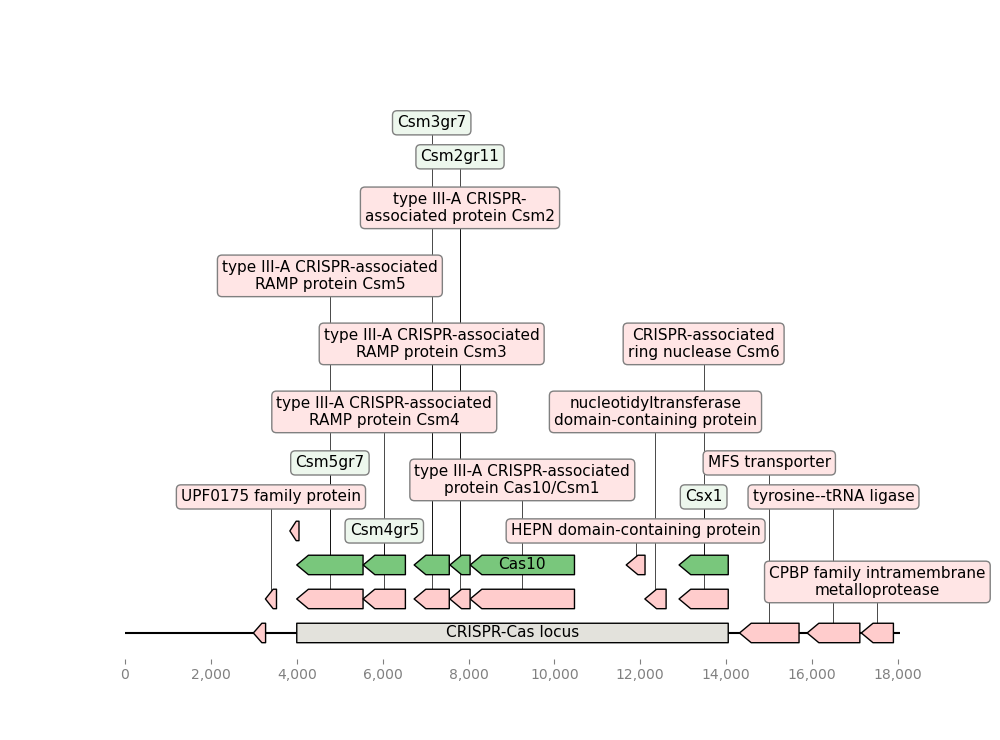 Csm3gr7
Csm2gr11
type III-A CRISPR-
associated protein Csm2
type III-A CRISPR-associated
RAMP protein Csm5
type III-A CRISPR-associated
RAMP protein Csm3
CRISPR-associated
ring nuclease Csm6
type III-A CRISPR-associated
RAMP protein Csm4
nucleotidyltransferase
domain-containing protein
Csm5gr7
MFS transporter
type III-A CRISPR-associated
protein Cas10/Csm1
UPF0175 family protein
Csx1
tyrosine--tRNA ligase
Csm4gr5
HEPN domain-containing protein
Cas10
CPBP family intramembrane
metalloprotease
CRISPR-Cas locus
0 2,000 4,000 6,000 8,000 10,000 12,000 14,000 16,000 18,000